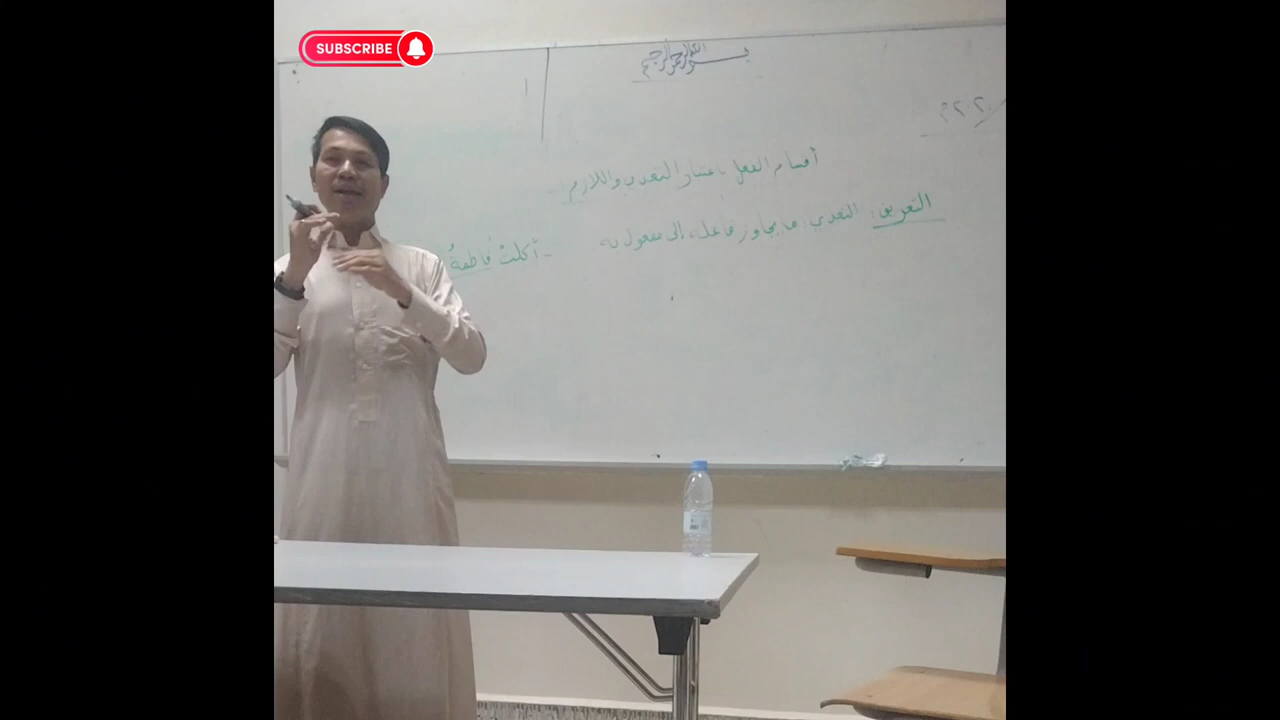 SUBSCRIBE
بسم الله الرحمن الرحيم
أقسام الفعل باعتبار التعدي واللازم :-
التعريف : التعدي : ما يجاوز فاعله إلى مفعول به
- أكلتْ فاطمةُ